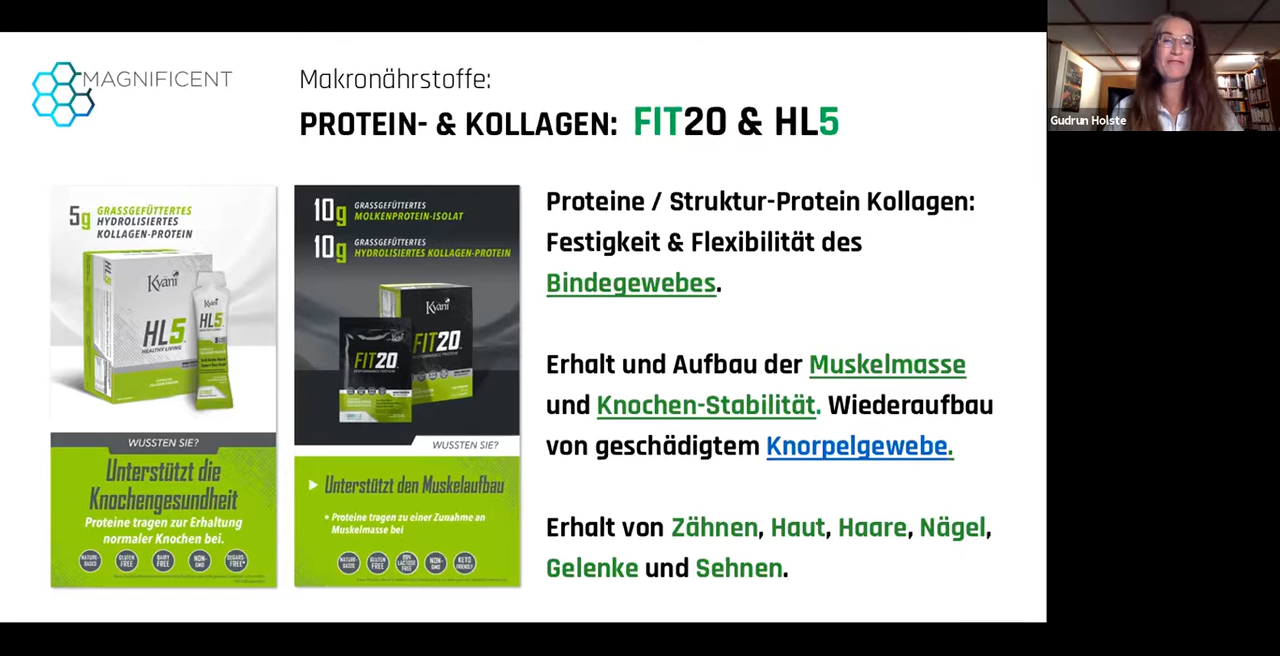 MAGNIFICENT
Makronährstoffe:
PROTEIN- & KOLLAGEN: FIT20 & HL5
5g GRASSGEFÜTTERTES
HYDROLISIERTES
KOLLAGEN-PROTEIN
Kyäni
HL5
HEALTHY LIVING
Kyäni
HL5
WUSSTEN SIE?
Unterstützt die
Knochengesundheit
Proteine tragen zur Erhaltung
normaler Knochen bei.
NATURE-BASED
GLUTEN FREE
DAIRY FREE
NON-GMO
SUGARS-FREE*
10g GRASSGEFÜTTERTES
MOLKENPROTEIN-ISOLAT
10g GRASSGEFÜTTERTES
HYDROLISIERTES KOLLAGEN-PROTEIN
Kyäni
FIT20
FIT20
WUSSTEN SIE?
Unterstützt den Muskelaufbau
• Proteine tragen zu einer Zunahme an
Muskelmasse bei
NATURE-BASED
GLUTEN FREE
99% LACTOSE FREE
NON-GMO
KETO FRIENDLY
Proteine / Struktur-Protein Kollagen:
Festigkeit & Flexibilität des
Bindegewebes.
Erhalt und Aufbau der Muskelmasse
und Knochen-Stabilität. Wiederaufbau
von geschädigtem Knorpelgewebe.
Erhalt von Zähnen, Haut, Haare, Nägel,
Gelenke und Sehnen.
Gudrun Holste